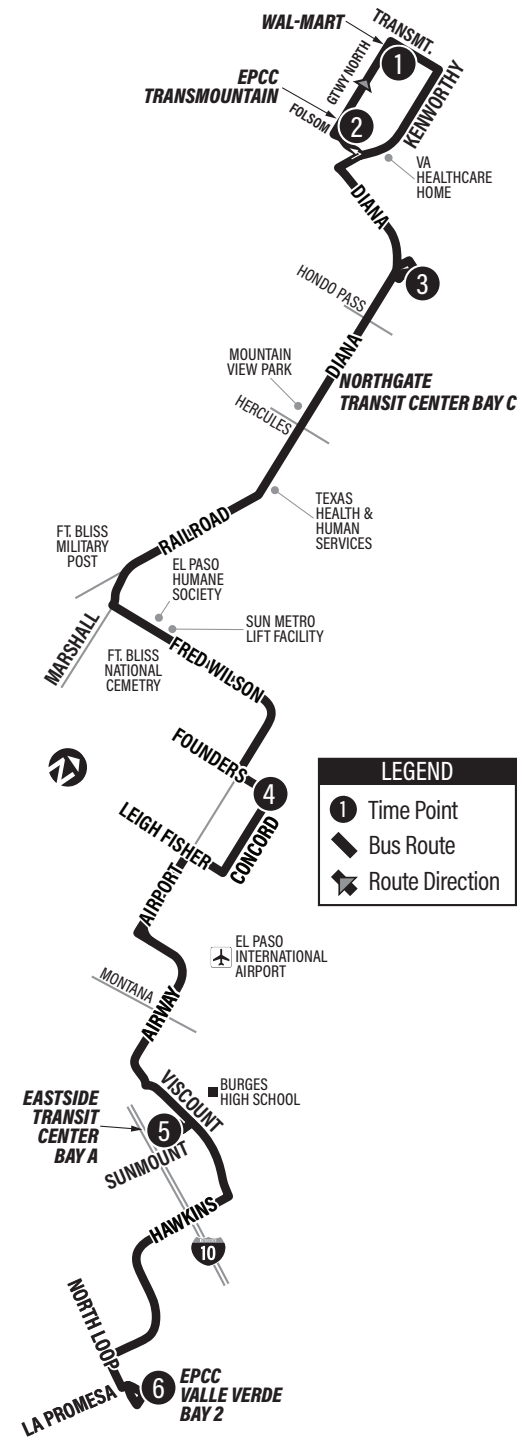 WAL-MART
TRANSMT.
1
GTWY NORTH
KENWORTHY
EPCC
TRANSMOUNTAIN
FOLSOM
2
VA
HEALTHCARE
HOME
DIANA
3
HONDO PASS
DIANA
MOUNTAIN
VIEW PARK
NORTHGATE
TRANSIT CENTER BAY C
HERCULES
TEXAS
HEALTH &
HUMAN
SERVICES
RAILROAD
FT. BLISS
MILITARY
POST
EL PASO
HUMANE
SOCIETY
SUN METRO
LIFT FACILITY
MARSHALL
FT. BLISS
NATIONAL
CEMETRY
FRED WILSON
FOUNDERS
4
N
LEIGH FISHER
CONCORD
LEGEND
1 Time Point
Bus Route
Route Direction
AIRPORT
EL PASO
INTERNATIONAL
AIRPORT
MONTANA
AIRWAY
VISCOUNT
BURGES
HIGH SCHOOL
EASTSIDE
TRANSIT
CENTER
BAY A
5
SUNMOUNT
HAWKINS
10
NORTH LOOP
6
EPCC
VALLE VERDE
BAY 2
LA PROMESA